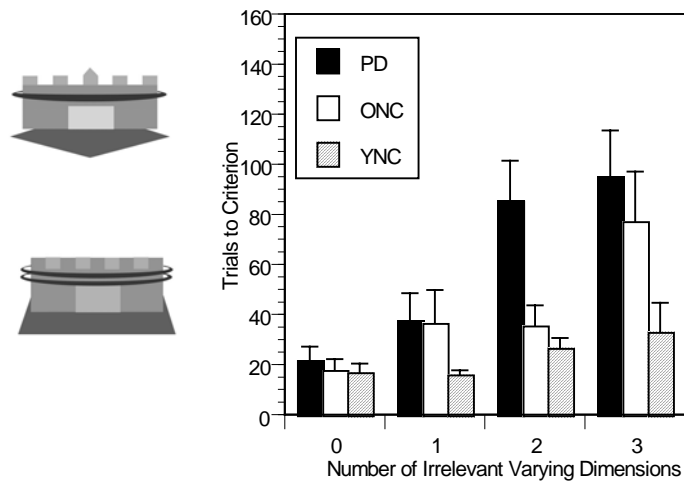 160
140
120
100
80
60
40
20
0
Trials to Criterion
PD
ONC
YNC
0 1 2 3
Number of Irrelevant Varying Dimensions